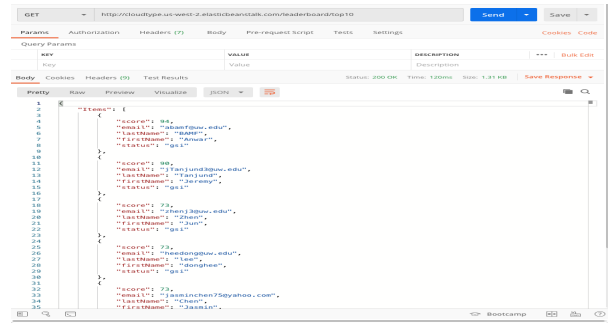 GET http://cloudtype.us-west-2.elasticbeanstalk.com/leaderboard/top10 Send Save
Params Authorization Headers (7) Body Pre-request Script Tests Settings Cookies Code
Query Params
KEY VALUE DESCRIPTION ••• Bulk Edit
Key Value Description
Body Cookies Headers (9) Test Results Status: 200 OK Time: 120ms Size: 1.31 KB Save Response
Pretty Raw Preview Visualize JSON
1 {
2 "Items": [
3 {
4 "score": 94,
5 "email": "abamf@uw.edu",
6 "lastName": "BAMF",
7 "firstName": "Anwar",
8 "status": "gsi"
9 },
10 {
11 "score": 90,
12 "email": "jTanjund3@uw.edu",
13 "lastName": "Tanjund",
14 "firstName": "Jeremy",
15 "status": "gsi"
16 },
17 {
18 "score": 73,
19 "email": "zhenj3@uw.edu",
20 "lastName": "Zhen",
21 "firstName": "Jun",
22 "status": "gsi"
23 },
24 {
25 "score": 73,
26 "email": "heedong@uw.edu",
27 "lastName": "lee",
28 "firstName": "donghee",
29 "status": "gsi"
30 },
31 {
32 "score": 73,
33 "email": "jasminchen75@yahoo.com",
34 "lastName": "Chen",
35 "firstName": "Jasmin",
Bootcamp